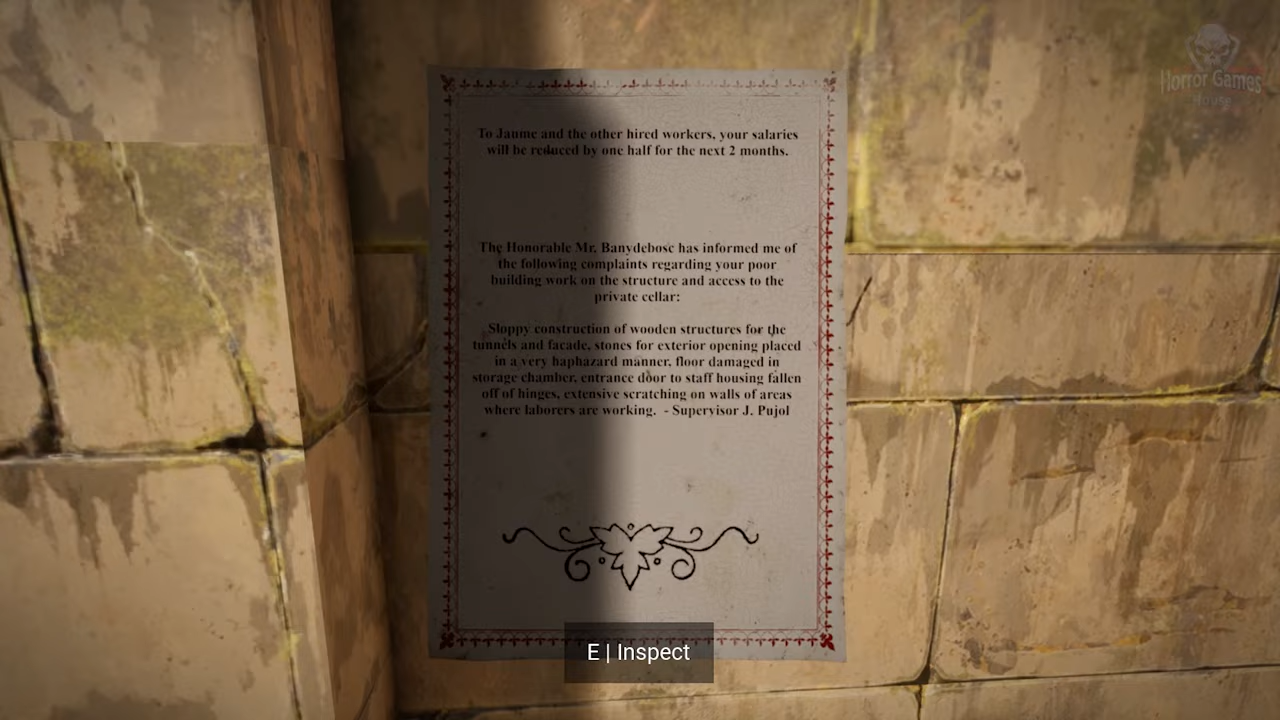 Horror Games
House
To Jaume and the other hired workers, your salaries
will be reduced by one half for the next 2 months.
The Honorable Mr. Banydebosc has informed me of
the following complaints regarding your poor
building work on the structure and access to the
private cellar:
Sloppy construction of wooden structures for the
tunnels and facade, stones for exterior opening placed
in a very haphazard manner, floor damaged in
storage chamber, entrance door to staff housing fallen
off of hinges, extensive scratching on walls of areas
where laborers are working. - Supervisor J. Pujol
E | Inspect